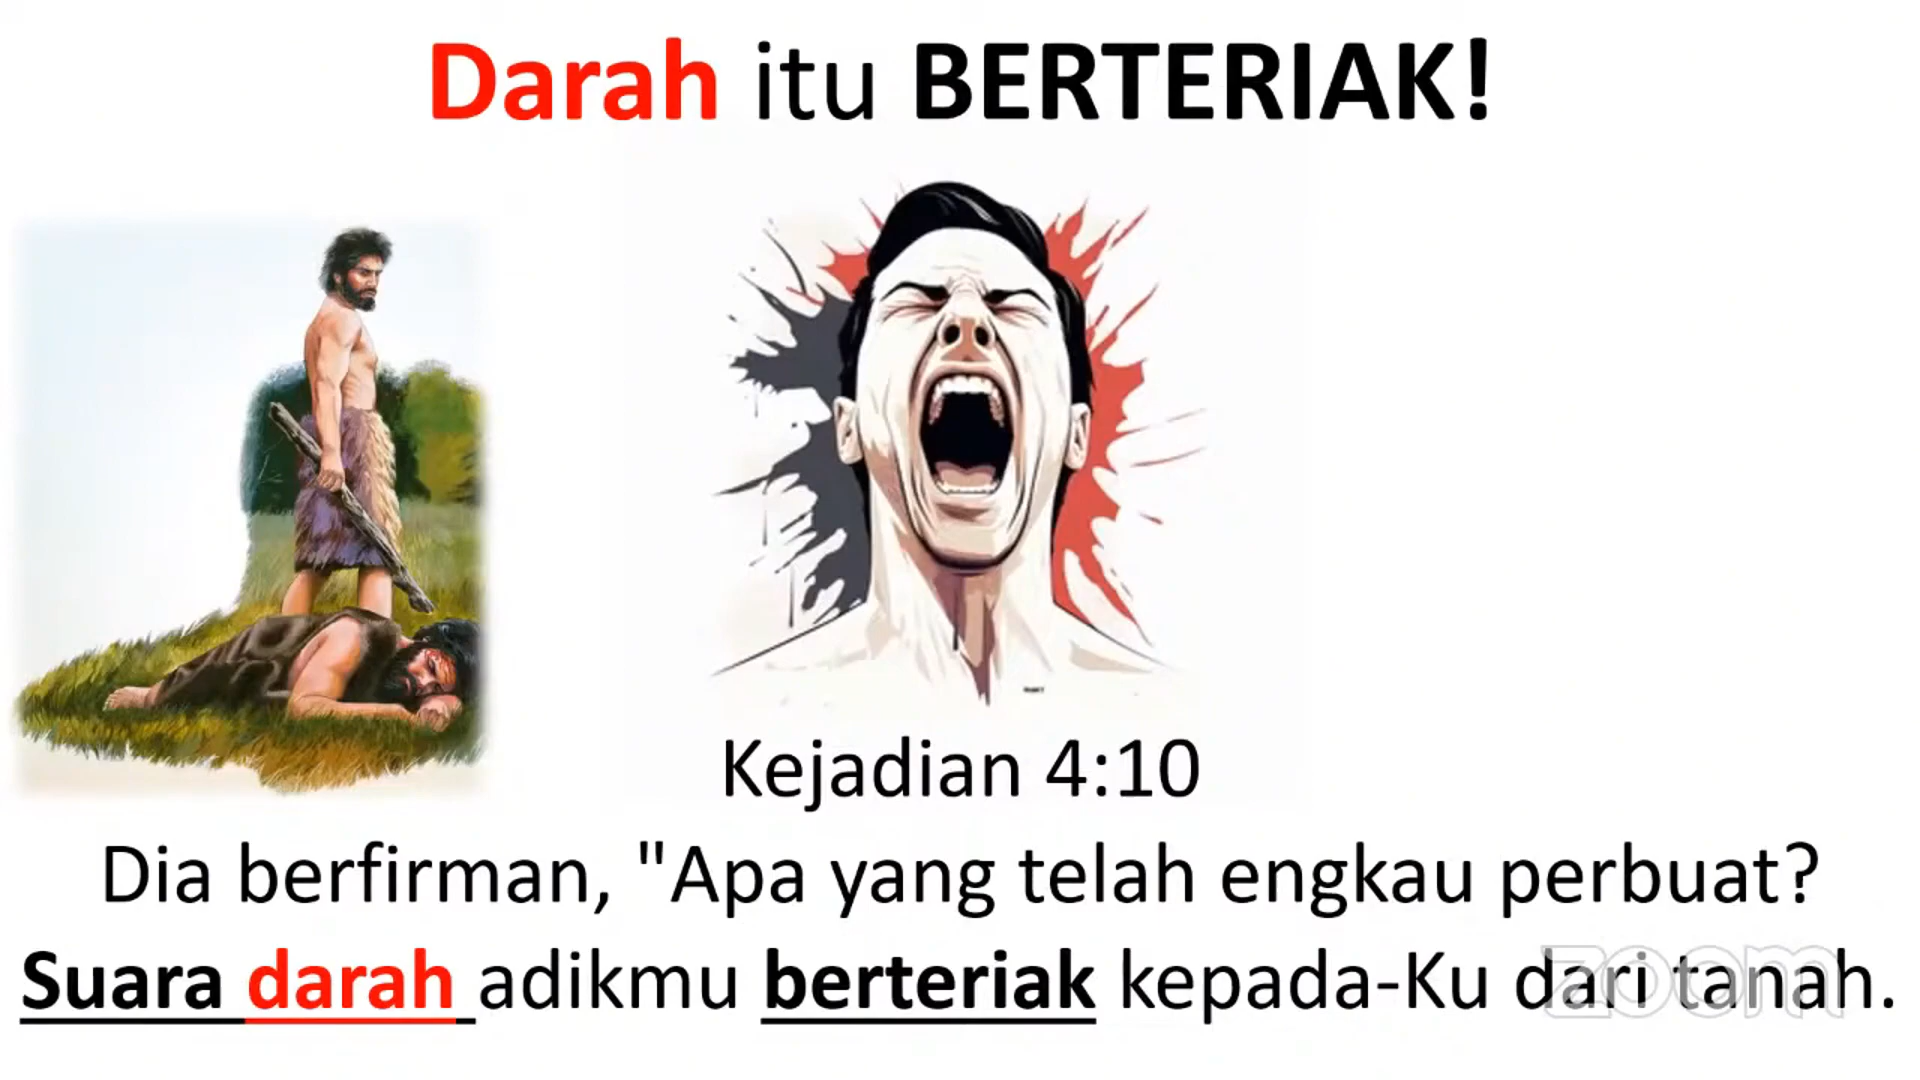 Darah itu BERTERIAK!
Kejadian 4:10
Dia berfirman, "Apa yang telah engkau perbuat?
Suara darah adikmu berteriak kepada-Ku dari tanah.
zoom